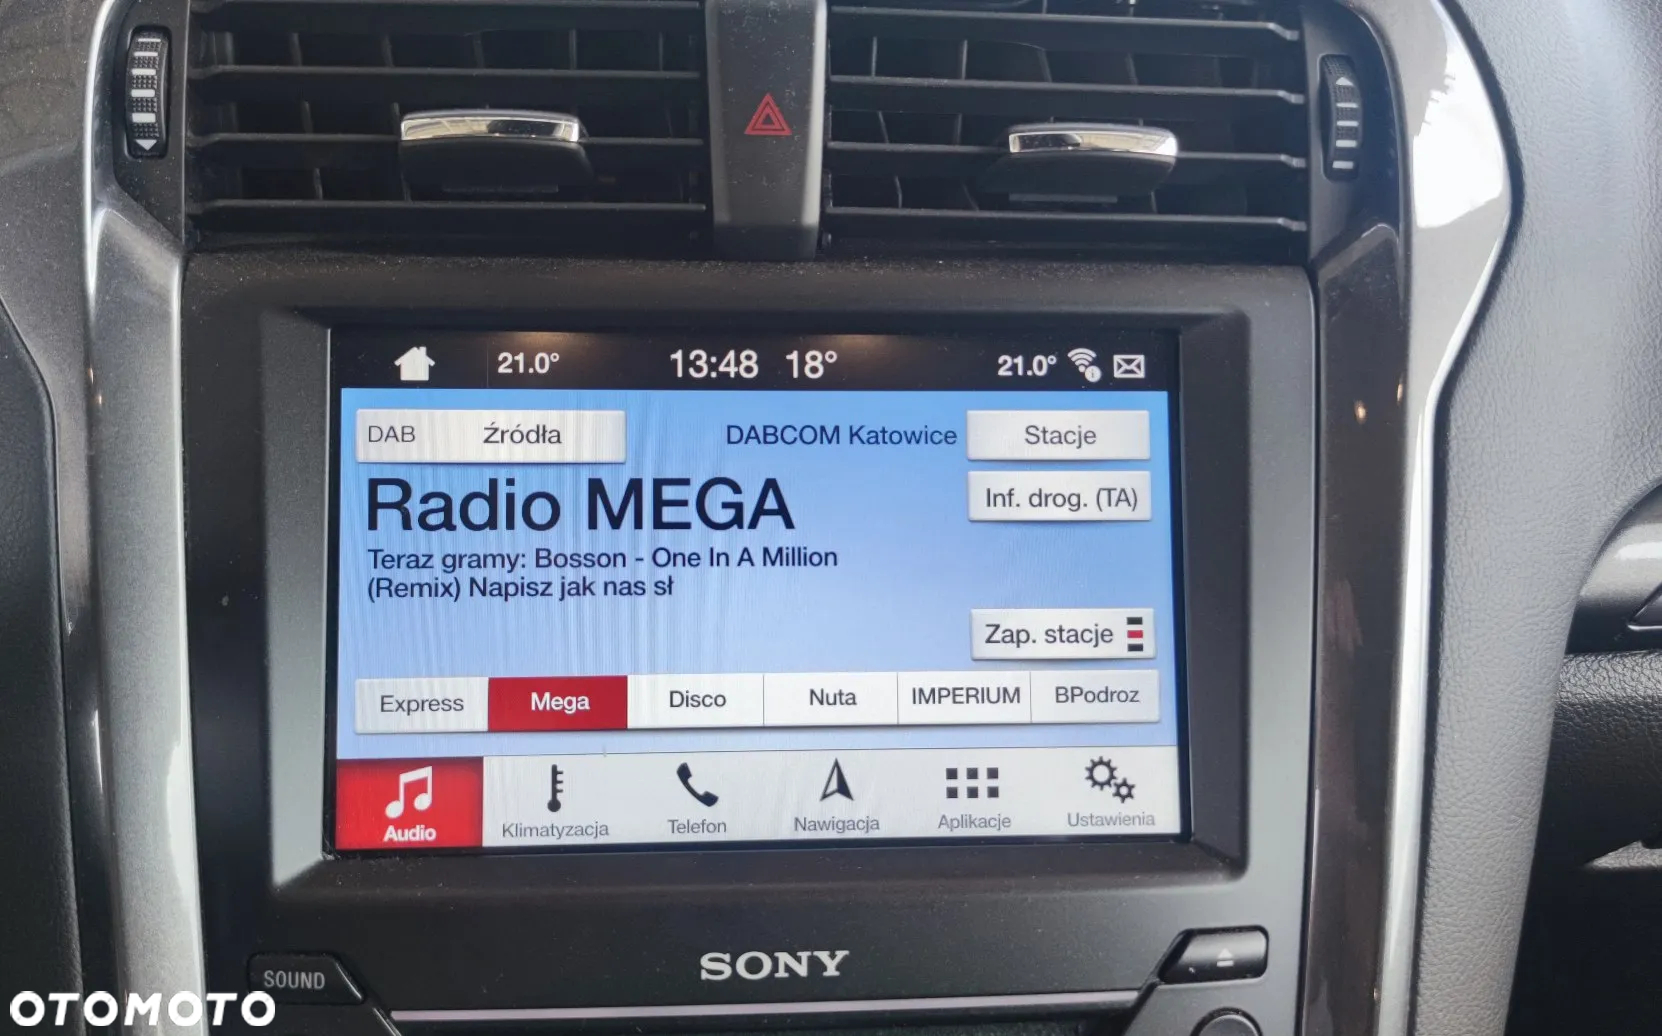 21.0° 13:48 18° 21.0°
DAB Źródła DABCOM Katowice Stacje
Radio MEGA Inf. drog. (TA)
Teraz gramy: Bosson - One In A Million
(Remix) Napisz jak nas sł
Zap. stacje
Express Mega Disco Nuta IMPERIUM BPodroz
Audio Klimatyzacja Telefon Nawigacja Aplikacje Ustawienia
SONY
SOUND
OTOMOTO